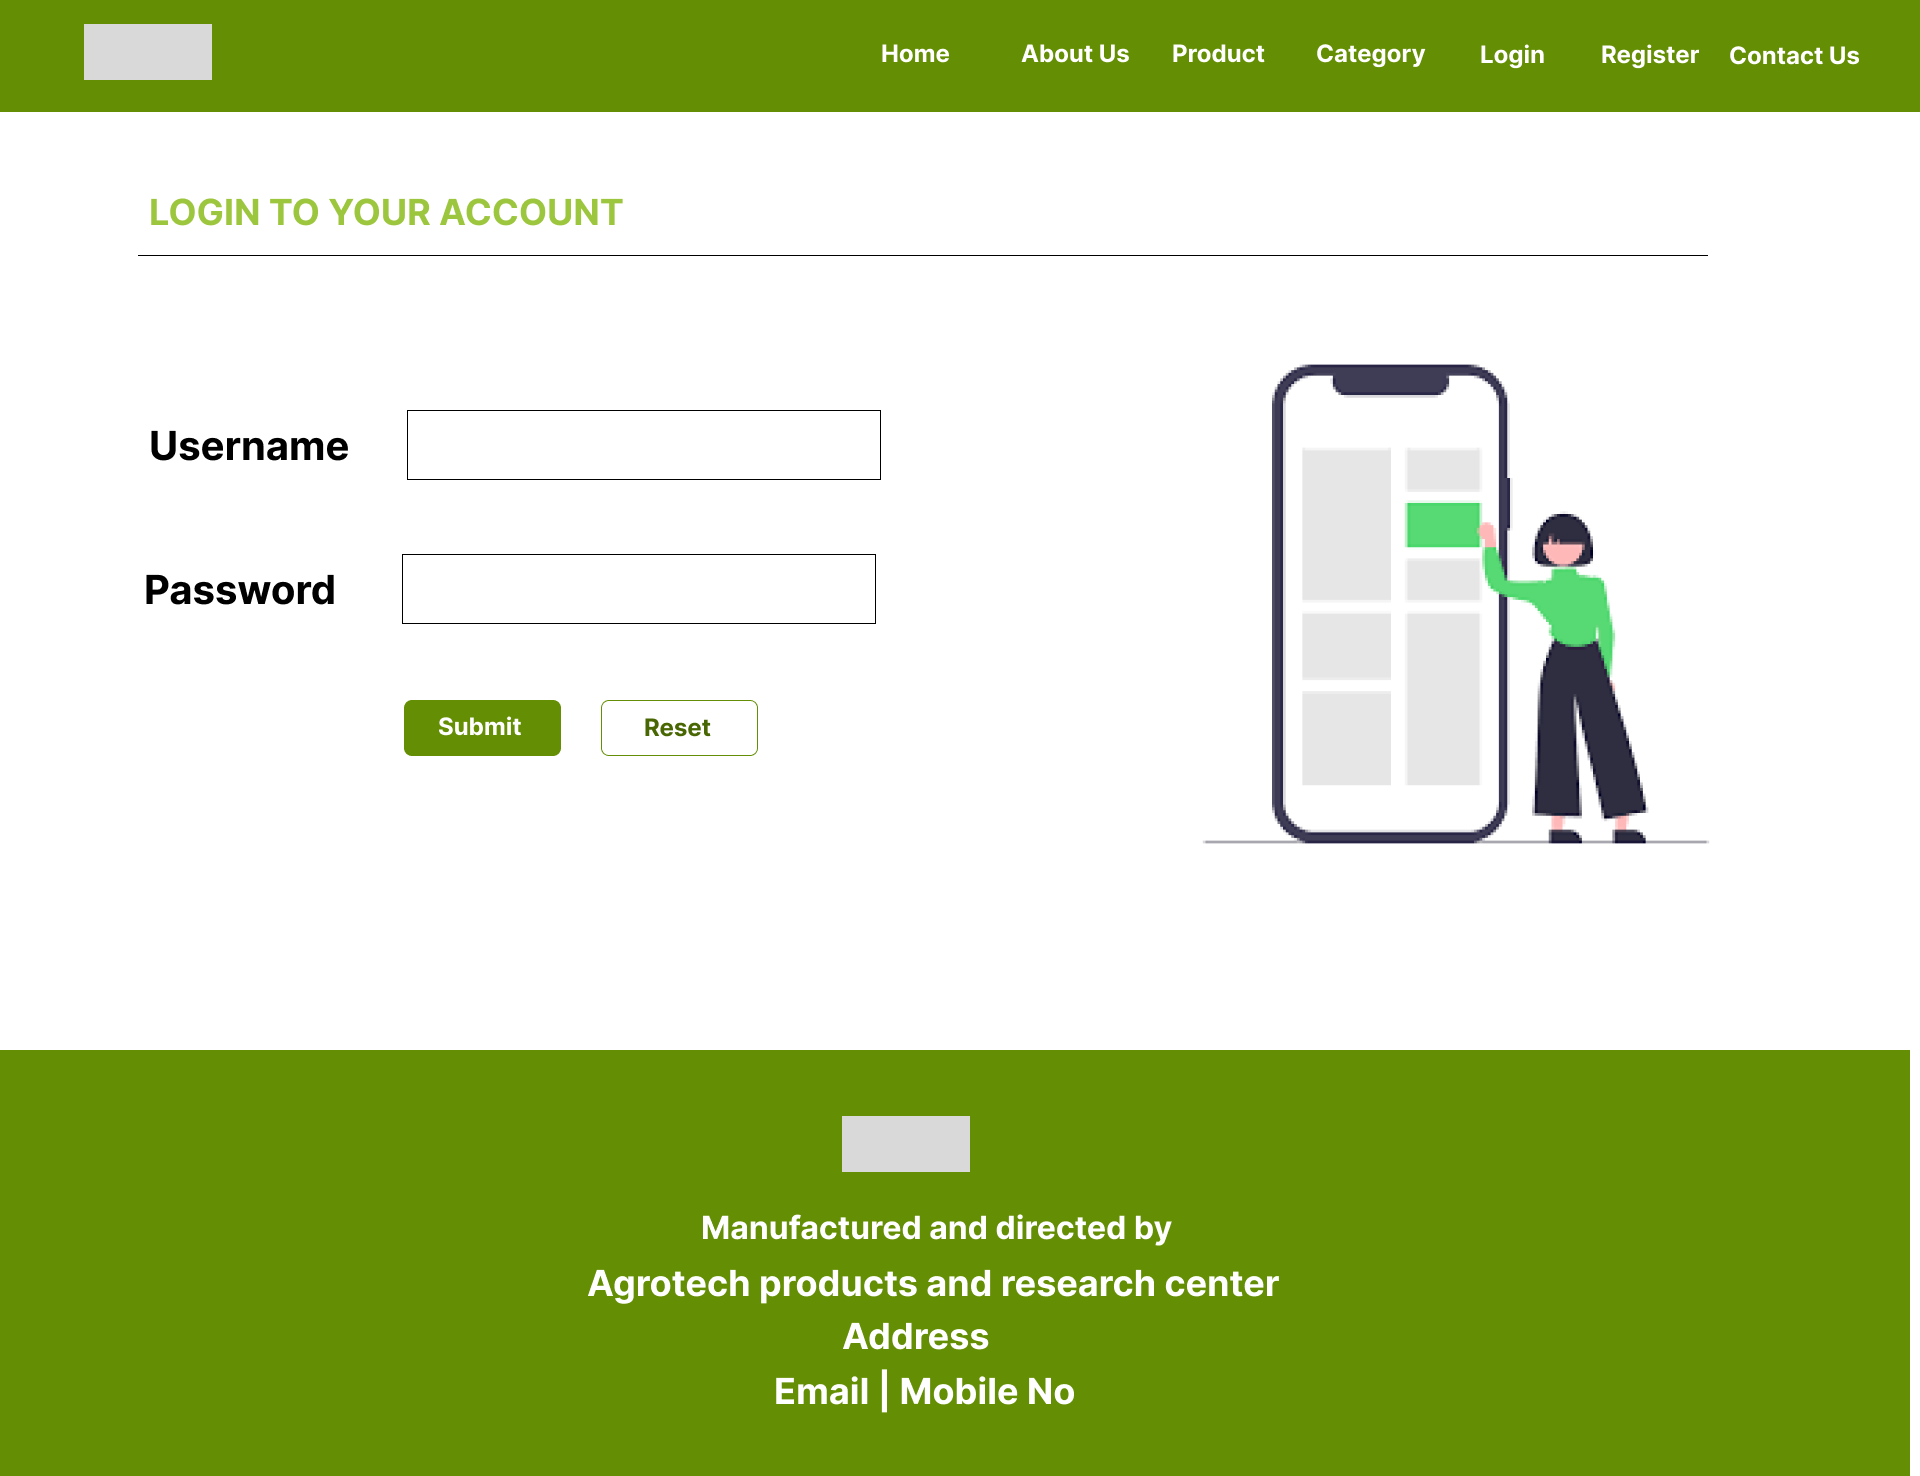 Home About Us Product Category Login Register Contact Us
LOGIN TO YOUR ACCOUNT
Username
Password
Submit Reset
Manufactured and directed by
Agrotech products and research center
Address
Email | Mobile No